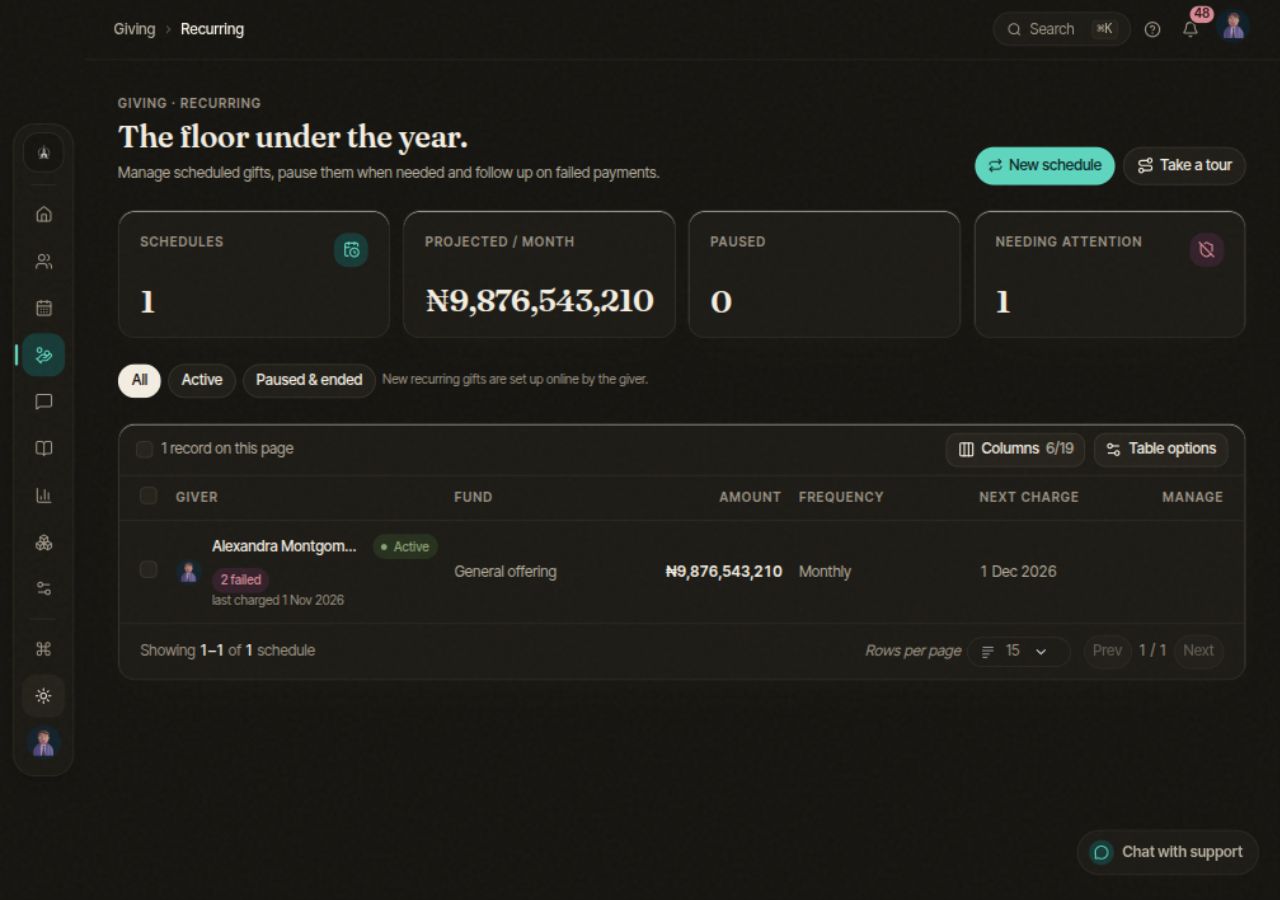 Giving › Recurring
Search ⌘K
48
GIVING · RECURRING
The floor under the year.
Manage scheduled gifts, pause them when needed and follow up on failed payments.
New schedule
Take a tour
SCHEDULES
1
PROJECTED / MONTH
₦9,876,543,210
PAUSED
0
NEEDING ATTENTION
1
All
Active
Paused & ended
New recurring gifts are set up online by the giver.
1 record on this page
Columns 6/19
Table options
GIVER FUND AMOUNT FREQUENCY NEXT CHARGE MANAGE
Alexandra Montgom... Active
2 failed
last charged 1 Nov 2026
General offering
₦9,876,543,210
Monthly
1 Dec 2026
Showing 1–1 of 1 schedule
Rows per page 15
Prev 1 / 1 Next
Chat with support